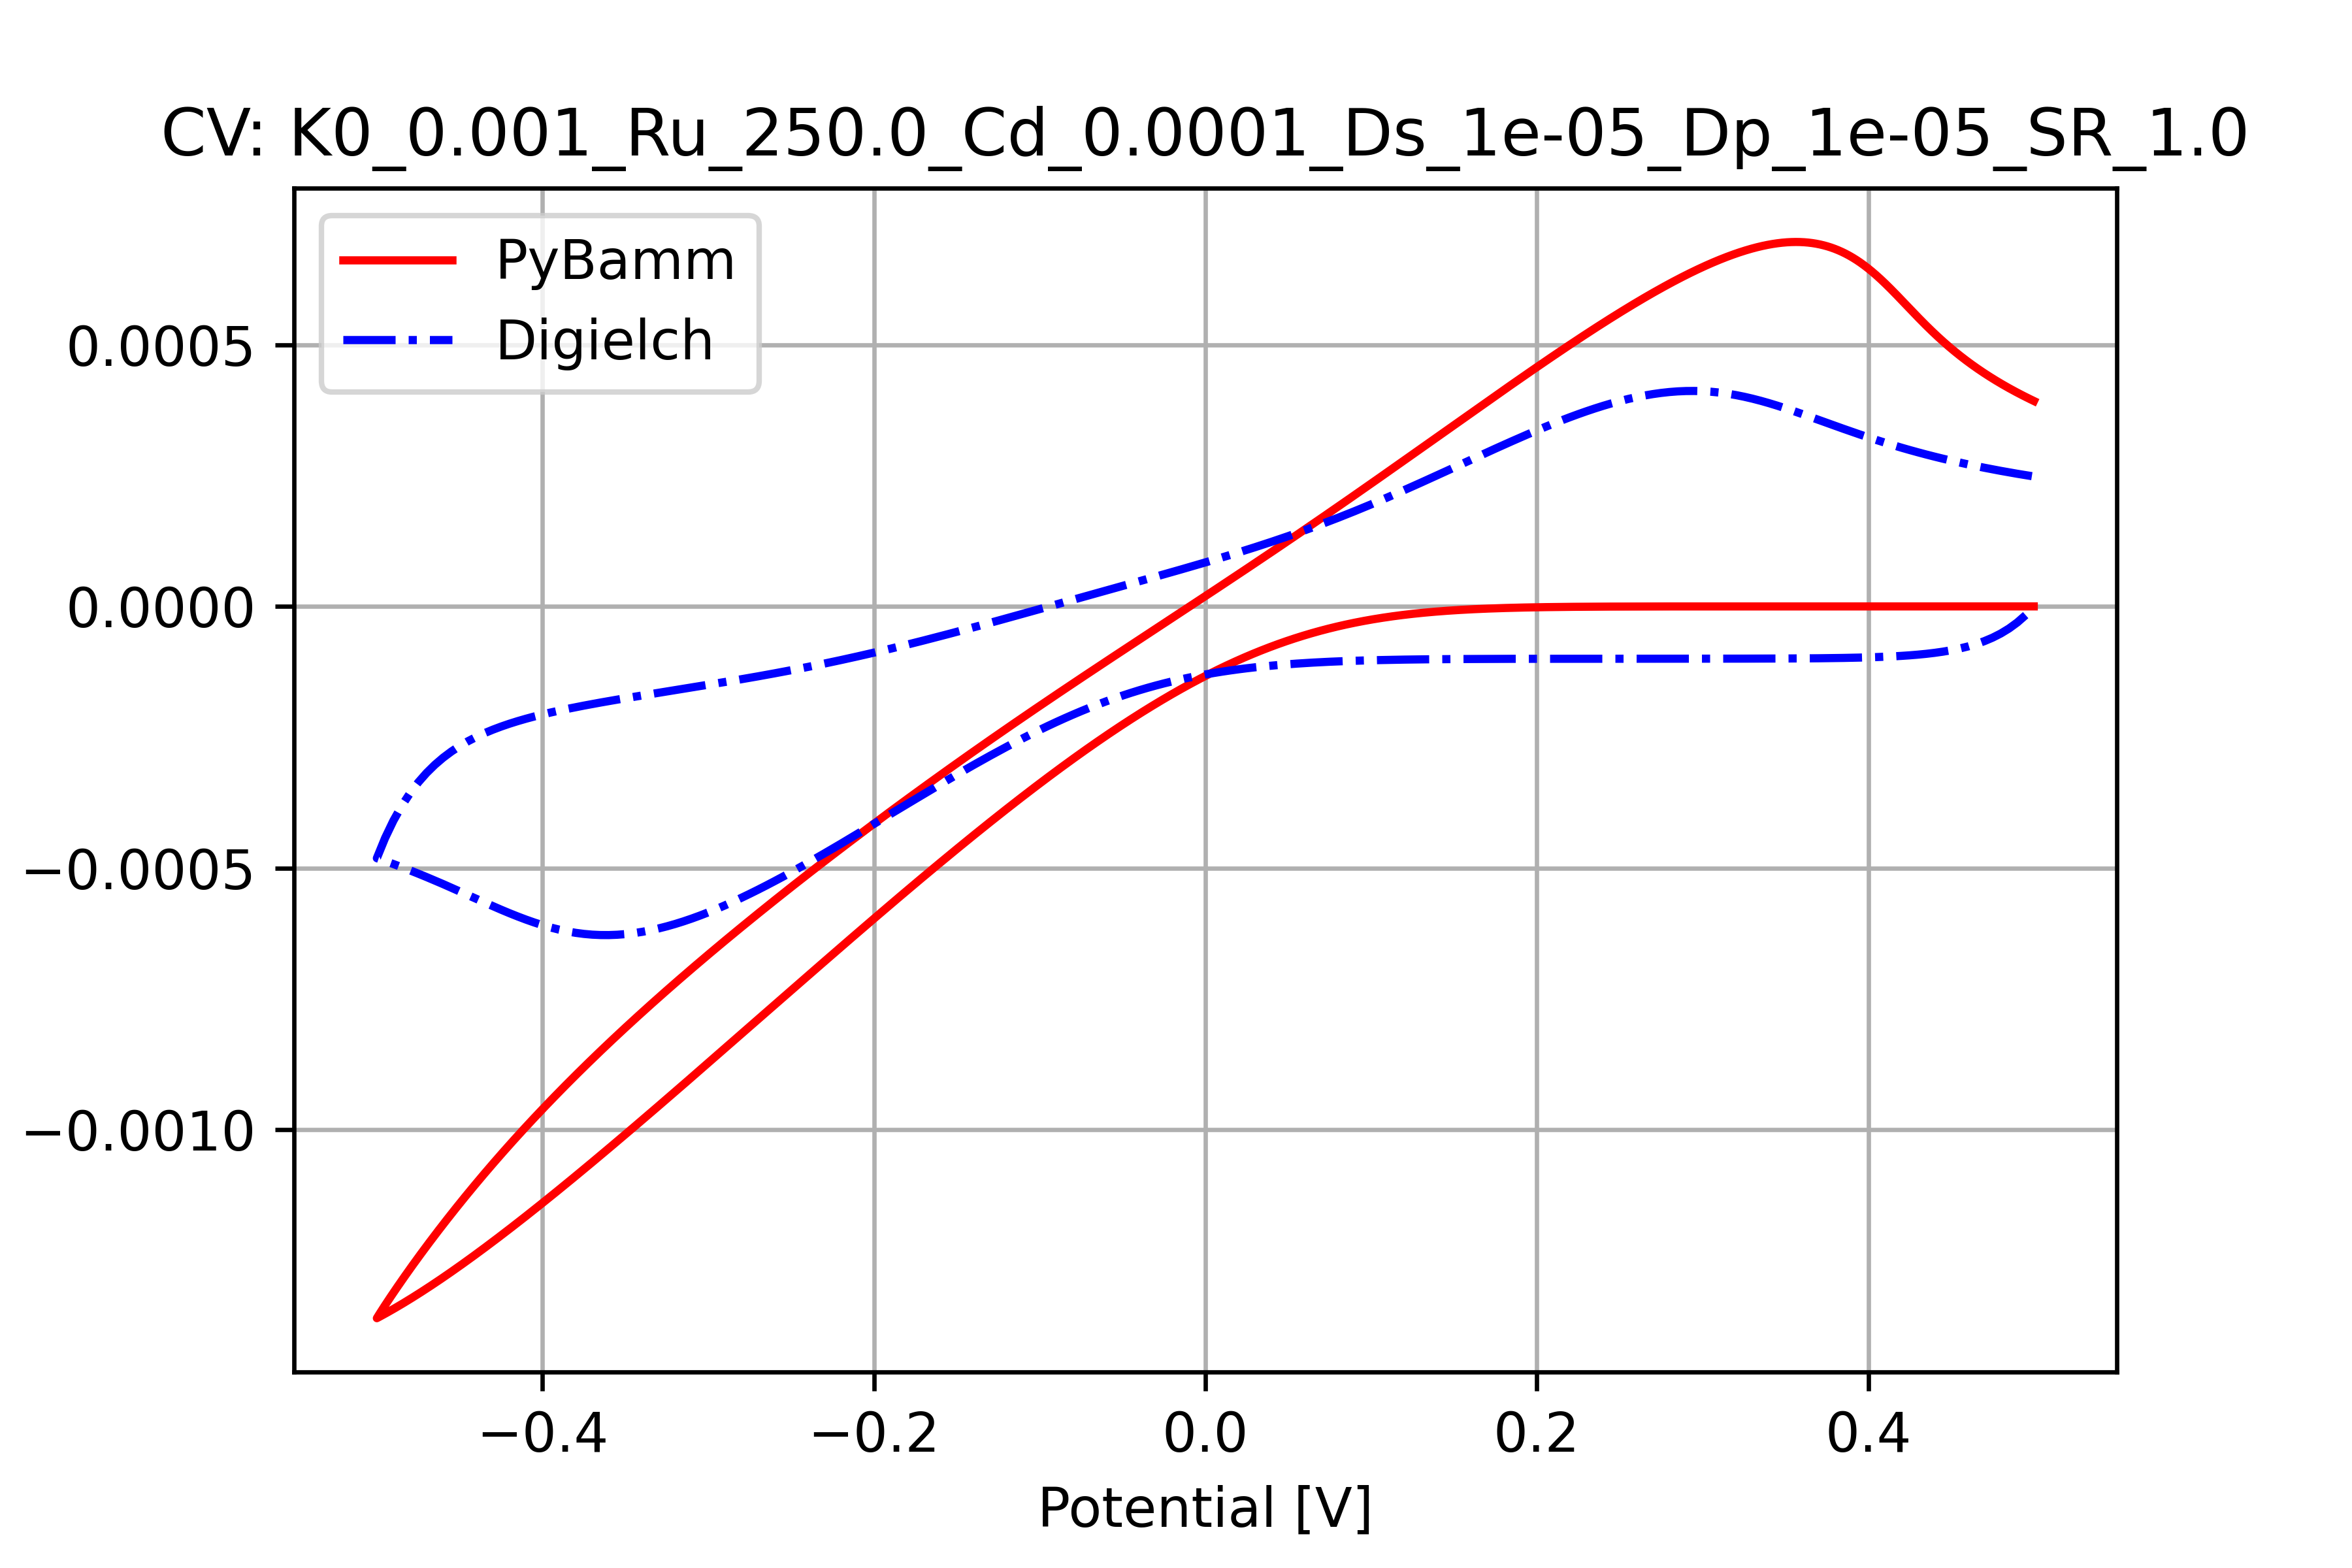 CV: K0_0.001_Ru_250.0_Cd_0.0001_Ds_1e-05_Dp_1e-05_SR_1.0
PyBamm
Digielch
0.0005
0.0000
−0.0005
−0.0010
−0.4 −0.2 0.0 0.2 0.4
Potential [V]